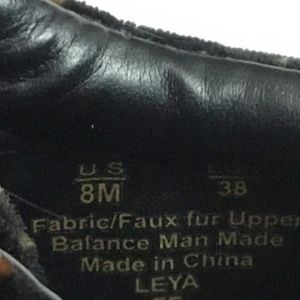 US
8M 38
Fabric/Faux fur Upper
Balance Man Made
Made in China
LEYA